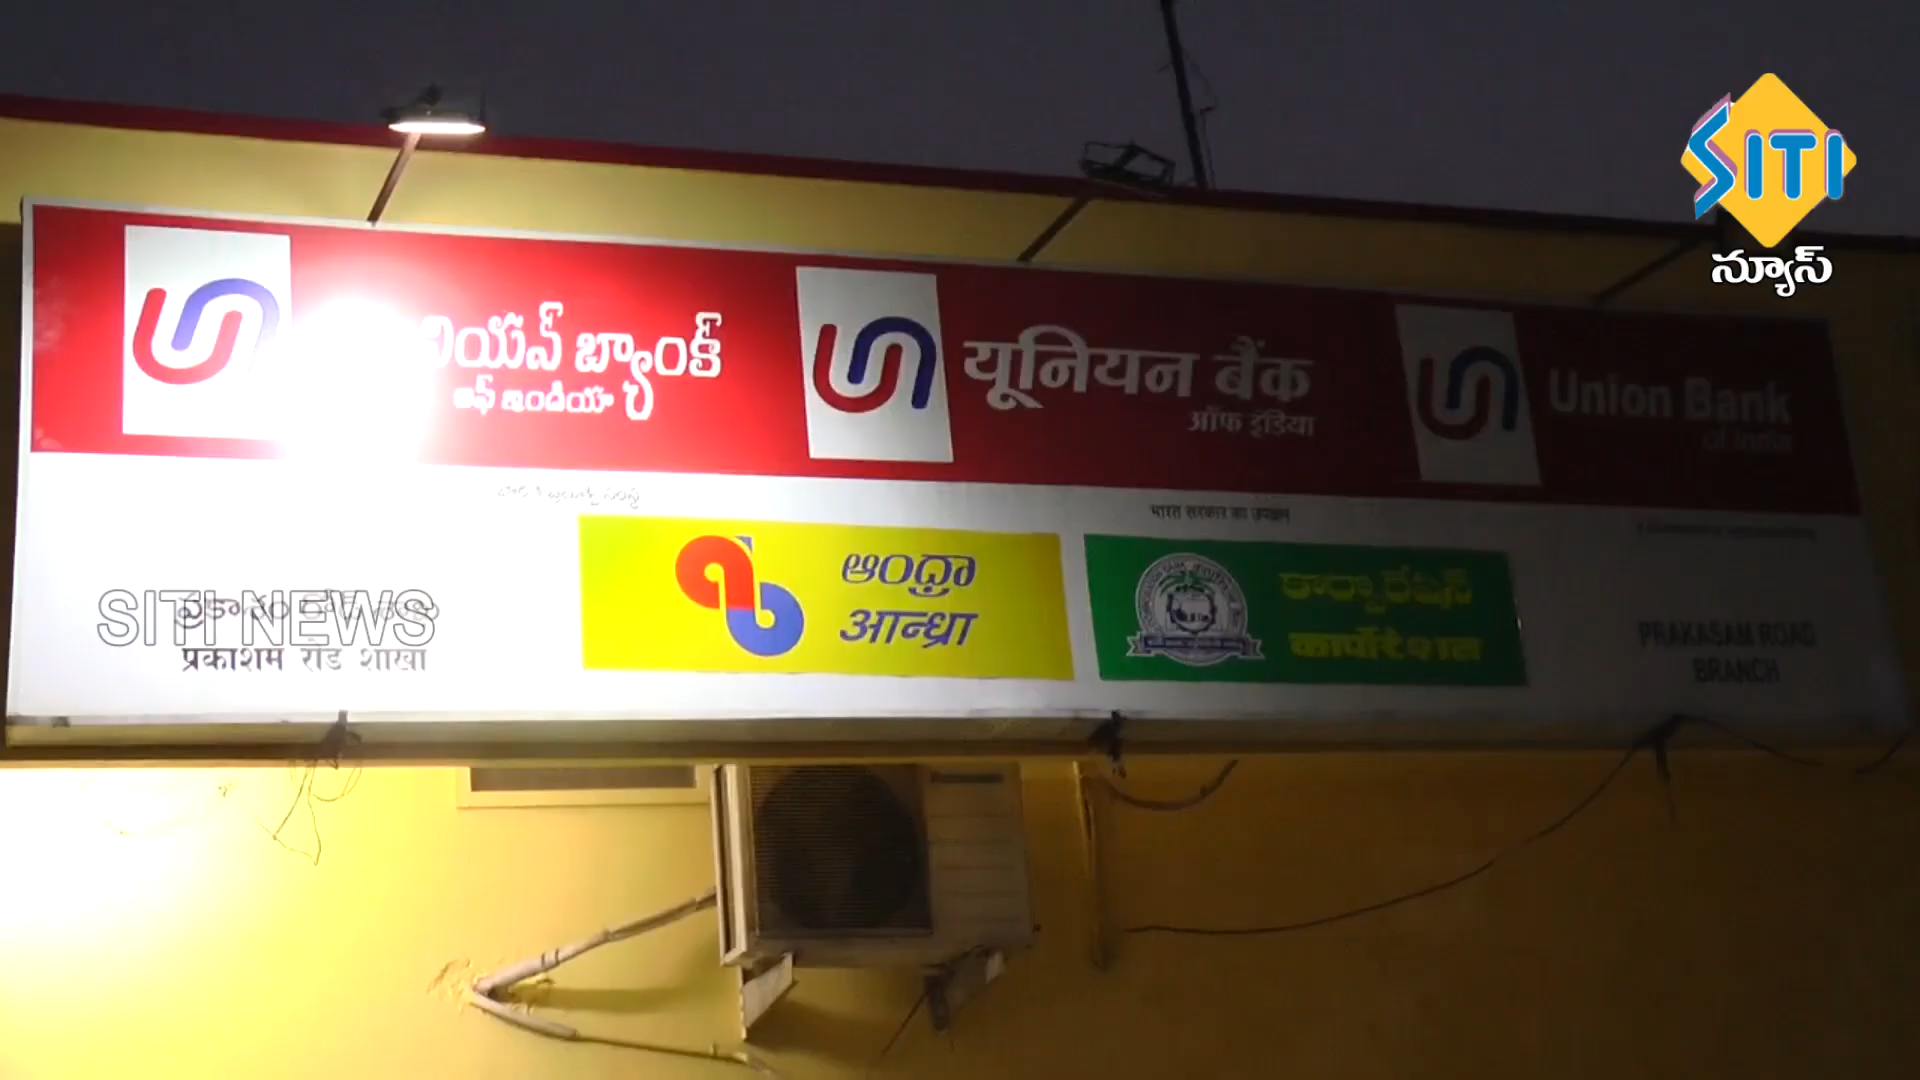 SITI
న్యూస్
బ్యాంక్
ఆఫ్ ఇండియా
यूनियन बैंक
ऑफ इंडिया
Union Bank
of India
भारत सरकार का उपक्रम
ఆంధ్రా
आन्ध्रा
కార్పొరేషన్
कार्पोरेशन
SITI NEWS
प्रकाशम रोड शाखा
PRAKASAM ROAD
BRANCH